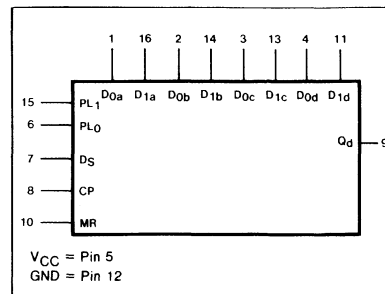 1 16 2 14 3 13 4 11
D0a D1a D0b D1b D0c D1c D0d D1d
15 PL1
6 PL0
Qd 9
7 DS
8 CP
10 MR
VCC = Pin 5
GND = Pin 12